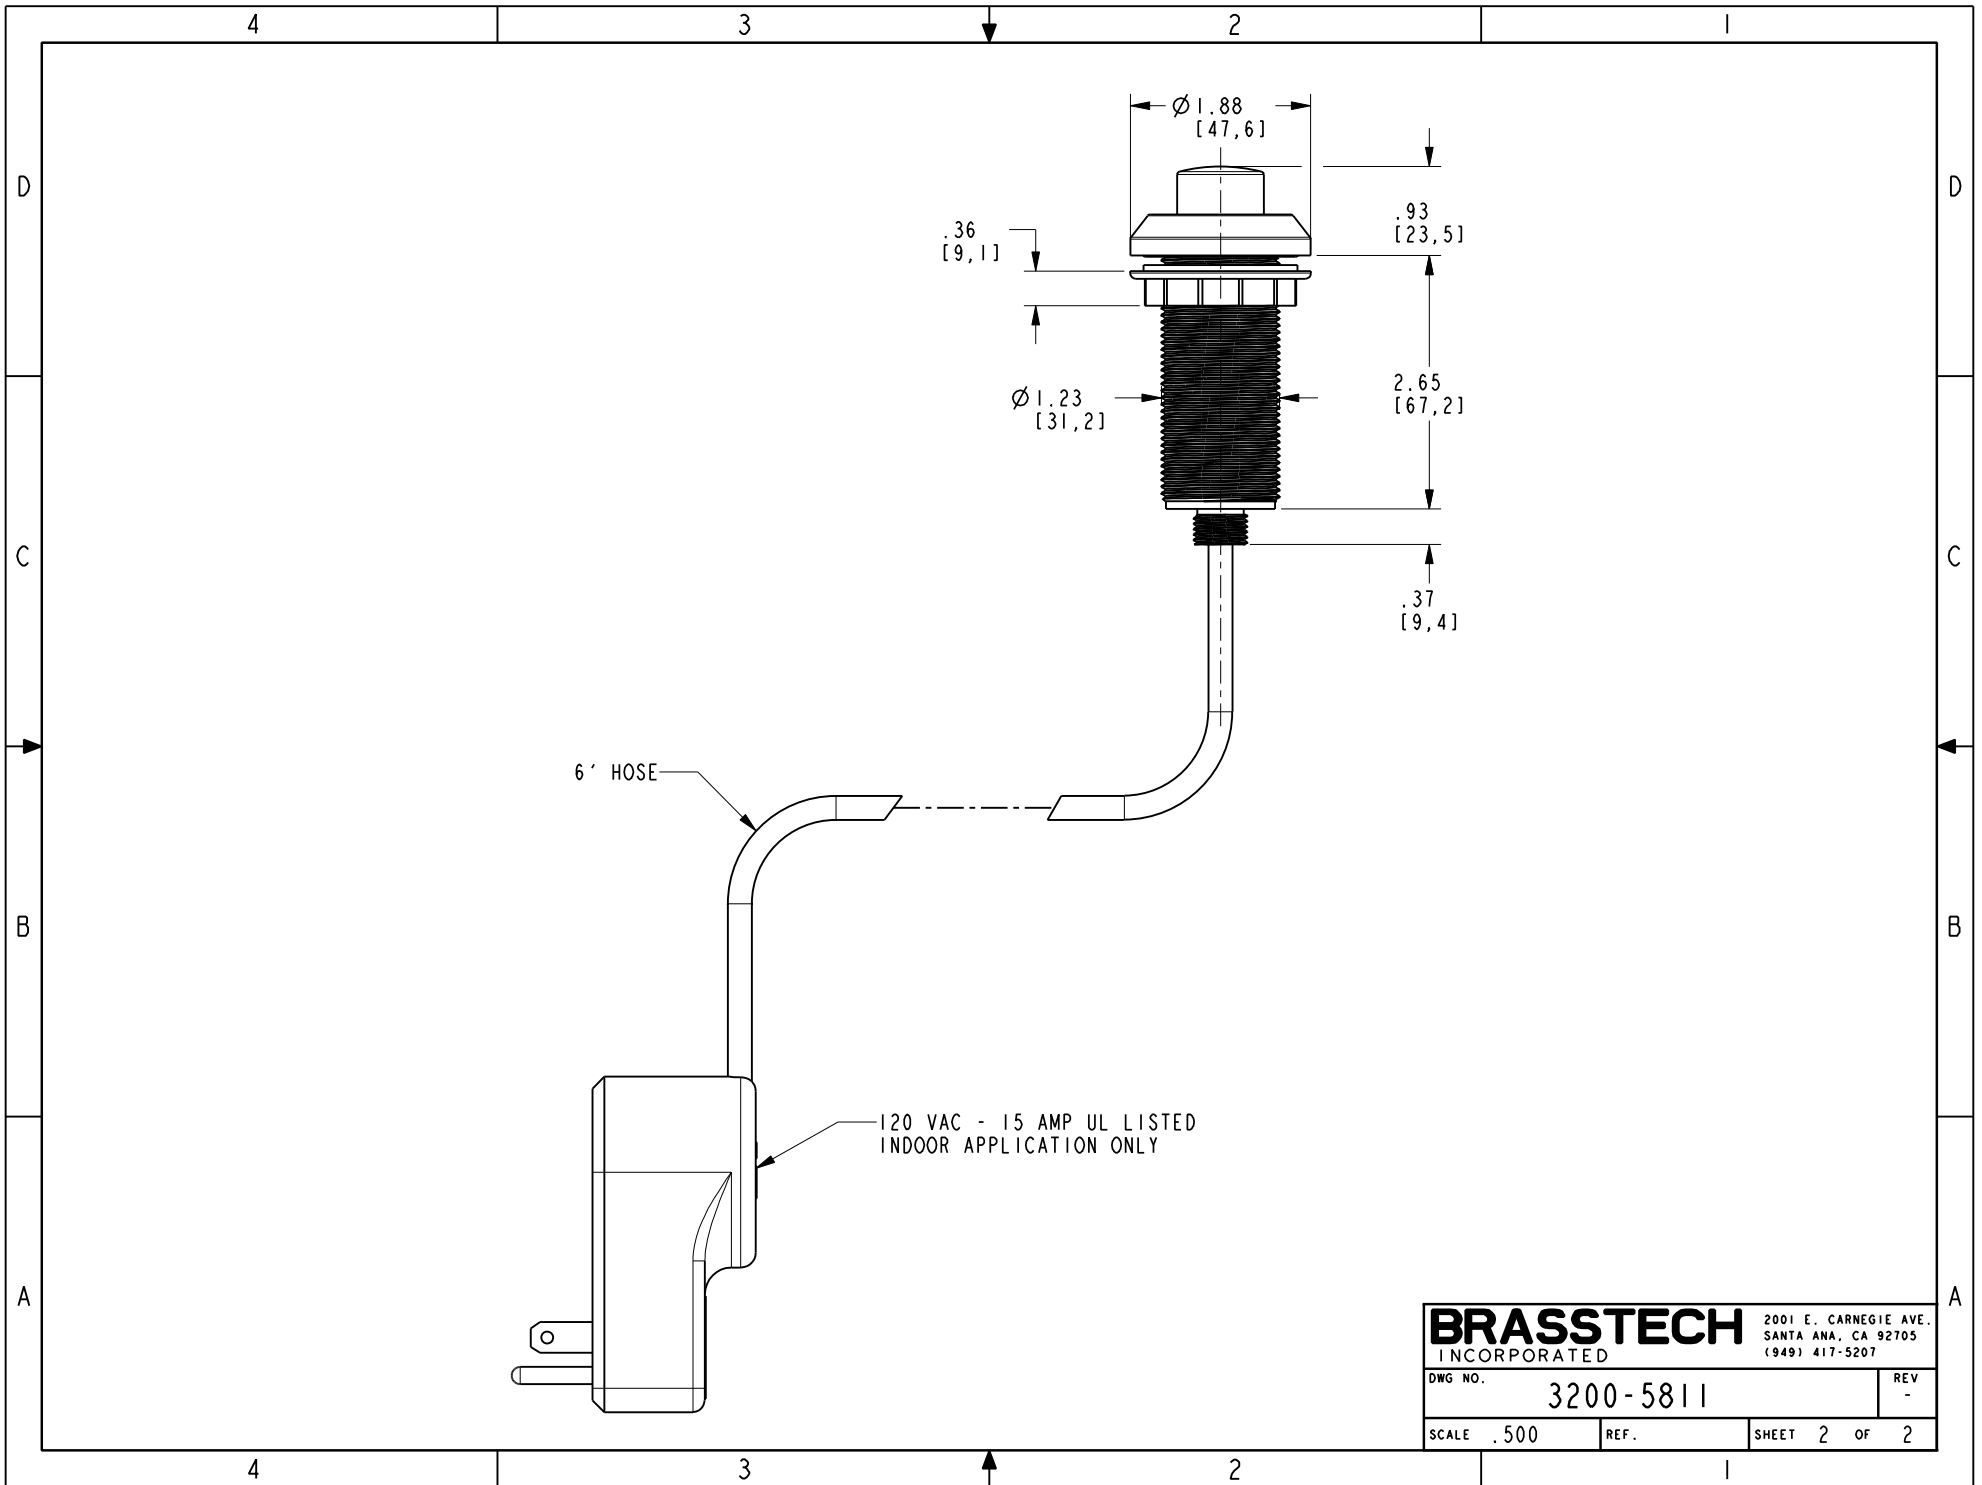 4 3 2 1
D D
⌀1.88
[47,6]
.93
[23,5]
.36
[9,1]
⌀1.23
[31,2]
2.65
[67,2]
C C
.37
[9,4]
6' HOSE
B B
120 VAC - 15 AMP UL LISTED
INDOOR APPLICATION ONLY
A A
BRASSTECH
INCORPORATED
2001 E. CARNEGIE AVE.
SANTA ANA, CA 92705
(949) 417-5207
DWG NO.
3200-5811
REV
-
SCALE .500
REF.
SHEET 2 OF 2
4 3 2 1